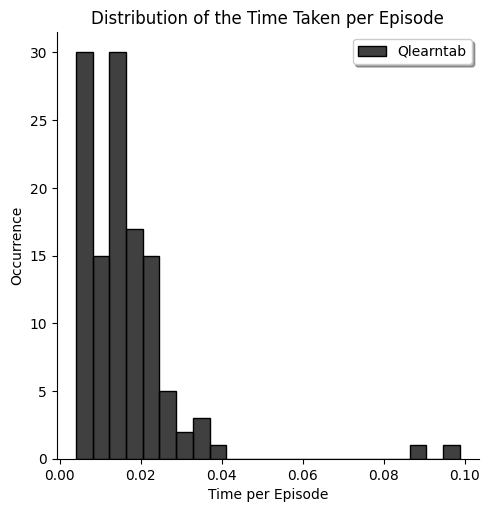 Distribution of the Time Taken per Episode
Qlearntab
30
25
20
15
10
5
0
Occurrence
0.00 0.02 0.04 0.06 0.08 0.10
Time per Episode